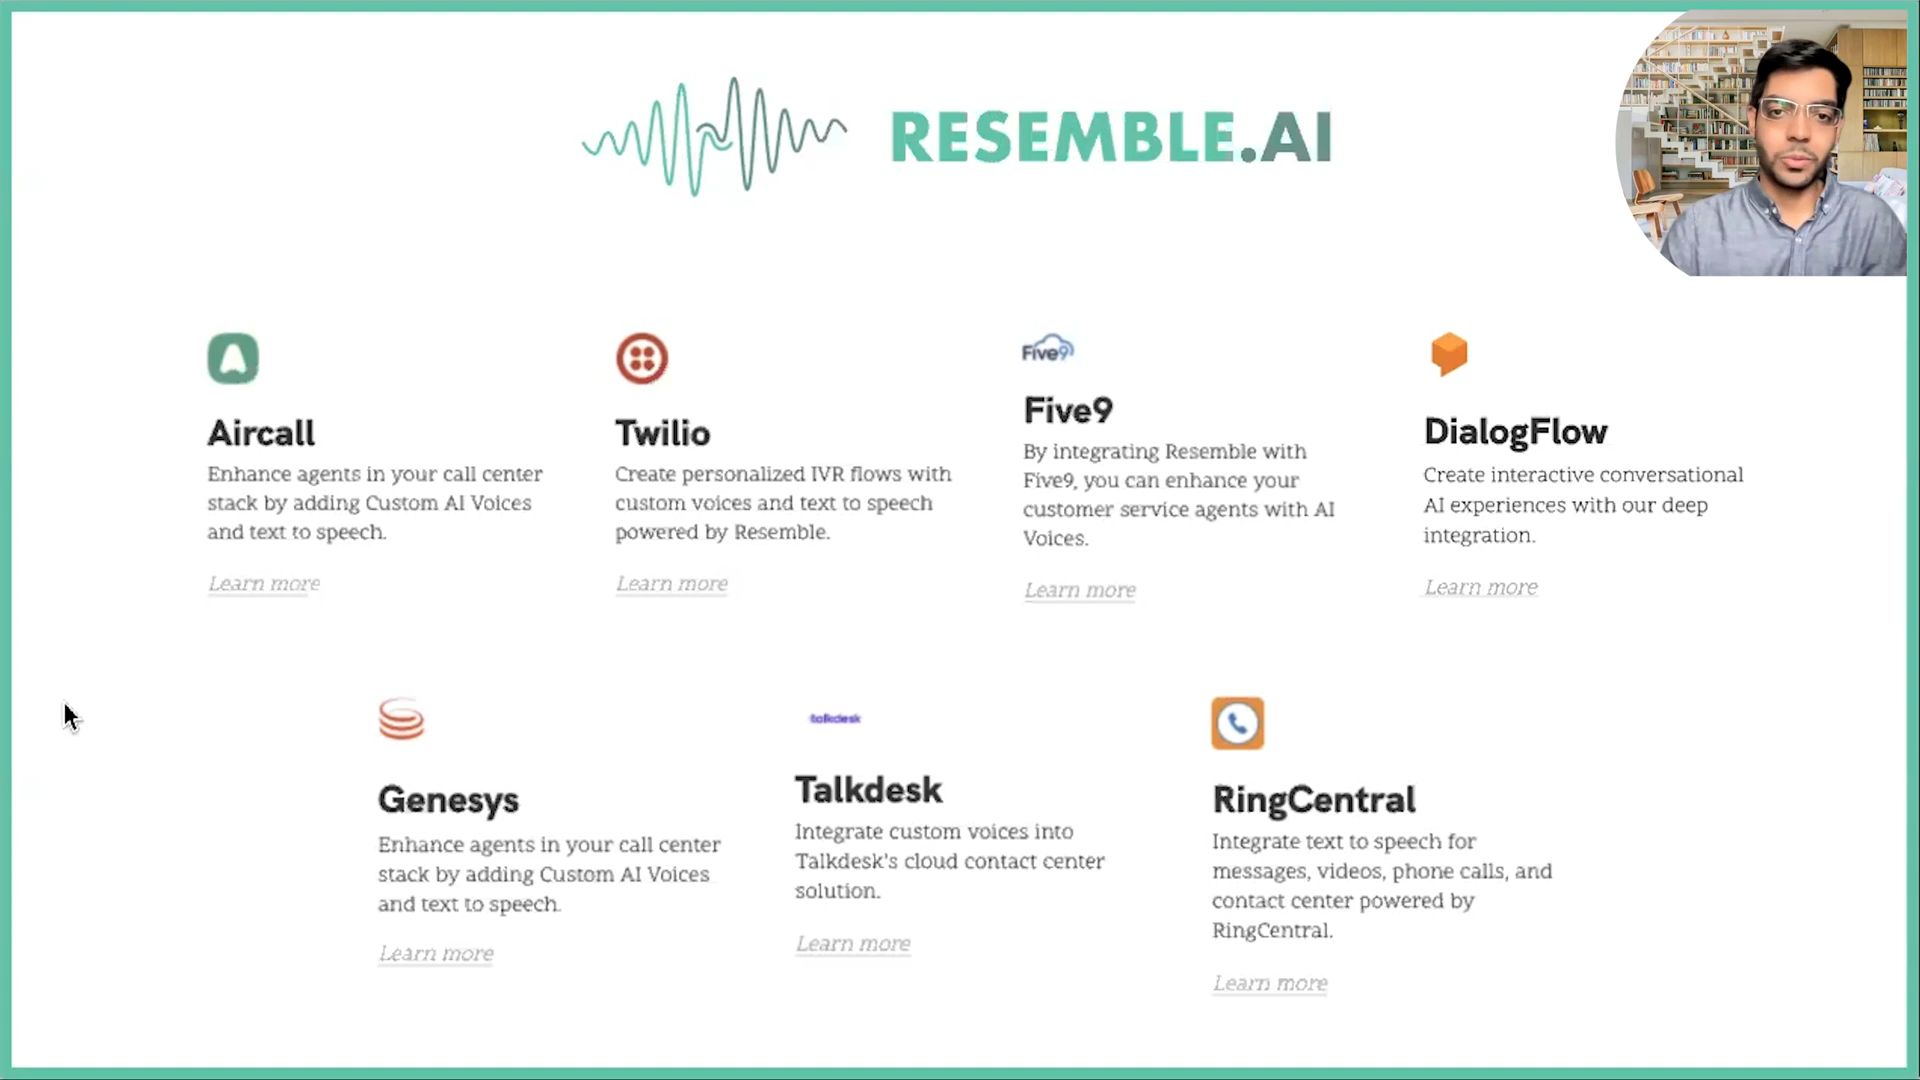 RESEMBLE.AI
Five9
Aircall
Enhance agents in your call center
stack by adding Custom AI Voices
and text to speech.
Learn more
Twilio
Create personalized IVR flows with
custom voices and text to speech
powered by Resemble.
Learn more
Five9
By integrating Resemble with
Five9, you can enhance your
customer service agents with AI
Voices.
Learn more
DialogFlow
Create interactive conversational
AI experiences with our deep
integration.
Learn more
Genesys
Enhance agents in your call center
stack by adding Custom AI Voices
and text to speech.
Learn more
talkdesk
Talkdesk
Integrate custom voices into
Talkdesk's cloud contact center
solution.
Learn more
RingCentral
Integrate text to speech for
messages, videos, phone calls, and
contact center powered by
RingCentral.
Learn more